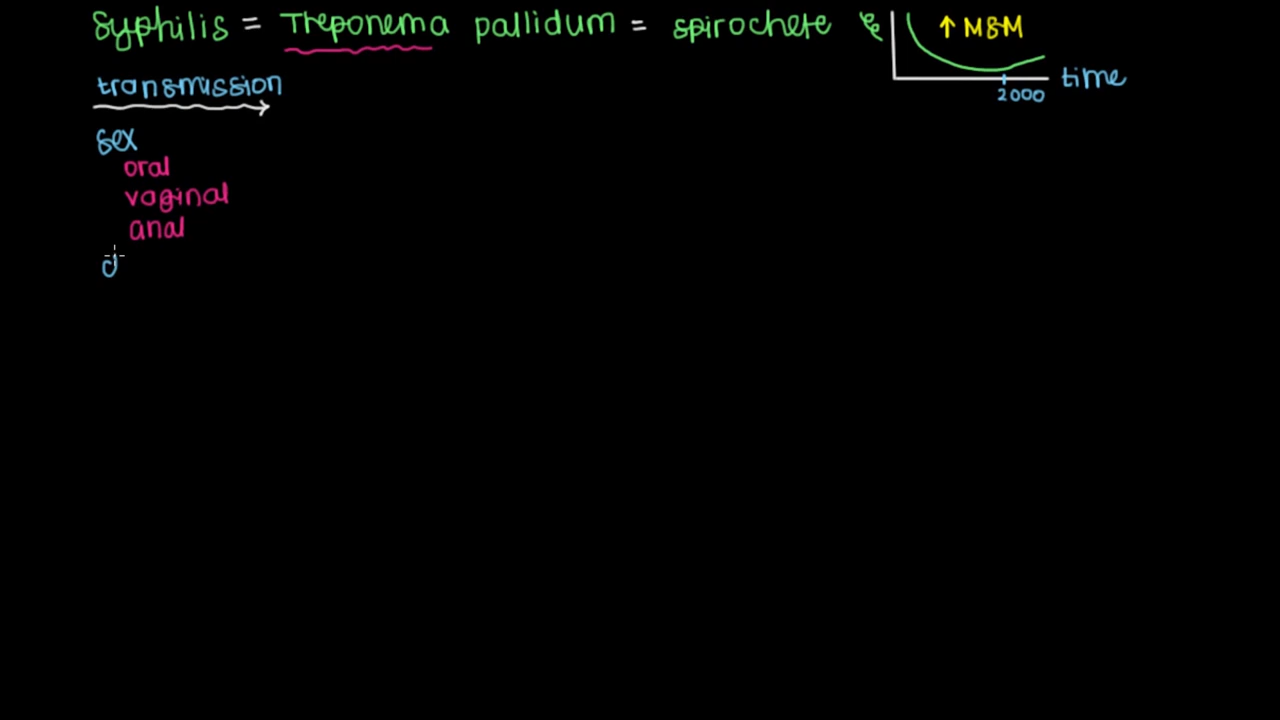 syphilis = Treponema pallidum = spirochete
↑ MSM
time
2000
transmission
sex
oral
vaginal
anal